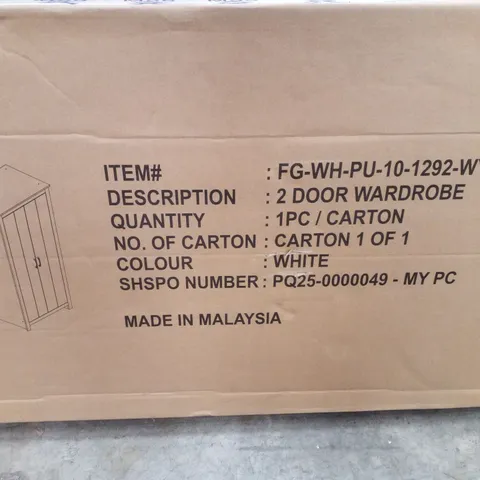 ITEM# : FG-WH-PU-10-1292-W
DESCRIPTION : 2 DOOR WARDROBE
QUANTITY : 1PC / CARTON
NO. OF CARTON : CARTON 1 OF 1
COLOUR : WHITE
SHSPO NUMBER : PQ25-0000049 - MY PC
MADE IN MALAYSIA